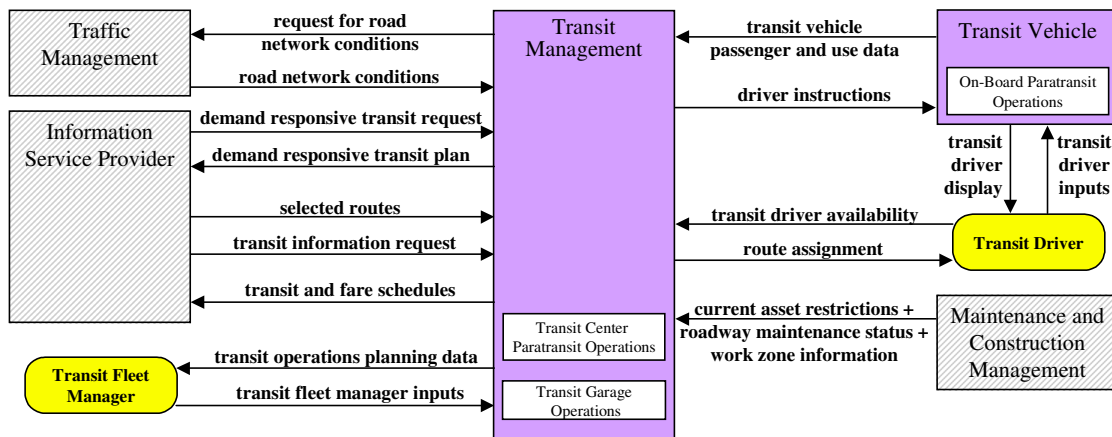 Traffic
Management
request for road
network conditions
road network conditions
Information
Service Provider
demand responsive transit request
demand responsive transit plan
selected routes
transit information request
transit and fare schedules
Transit Fleet
Manager
transit operations planning data
transit fleet manager inputs
Transit
Management
Transit Center
Paratransit Operations
Transit Garage
Operations
transit vehicle
passenger and use data
driver instructions
Transit Vehicle
On-Board Paratransit
Operations
transit
driver
display
transit
driver
inputs
transit driver availability
route assignment
Transit Driver
current asset restrictions +
roadway maintenance status +
work zone information
Maintenance and
Construction
Management